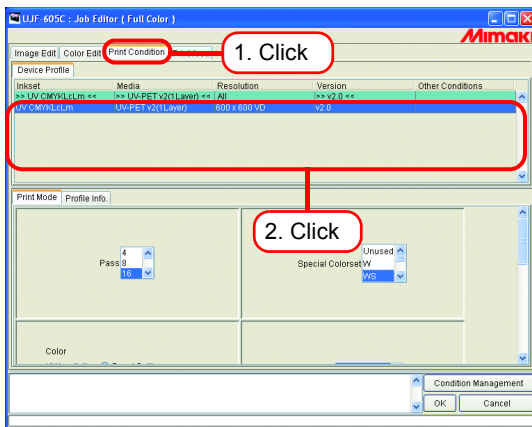 UJF-605C : Job Editor ( Full Color )
Mimaki
Image Edit Color Edit Print Condition
1. Click
Device Profile
Inkset Media Resolution Version Other Conditions
>> UV CMYKLcLm << >> UV-PET v2(1Layer) << All >> v2.0 <<
UV CMYKLcLm UV-PET v2(1Layer) 600 x 600 VD v2.0
Print Mode Profile Info.
2. Click
Pass 4 8 16
Special Colorset Unused W WS
Color
Condition Management
OK Cancel